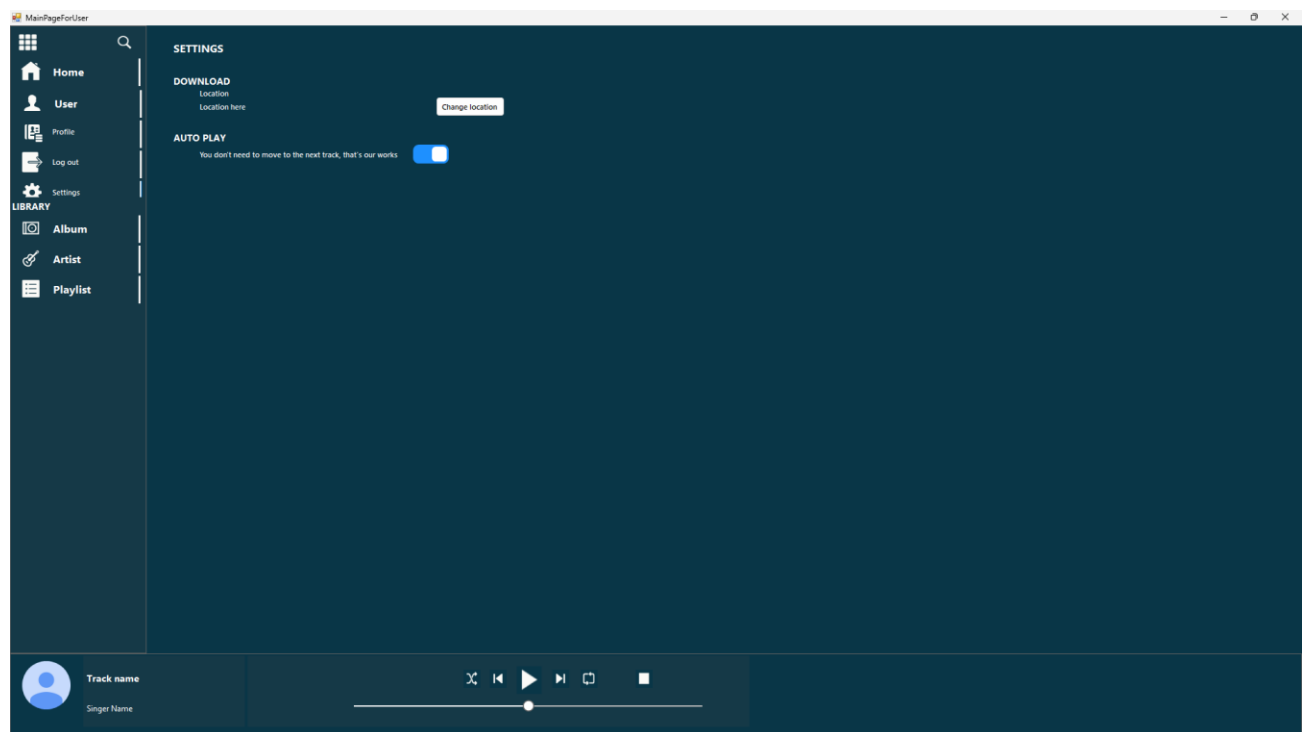 MainPageForUser
Home
User
Profile
Log out
Settings
LIBRARY
Album
Artist
Playlist
SETTINGS
DOWNLOAD
Location
Location here
Change location
AUTO PLAY
You don't need to move to the next track, that's our works
Track name
Singer Name